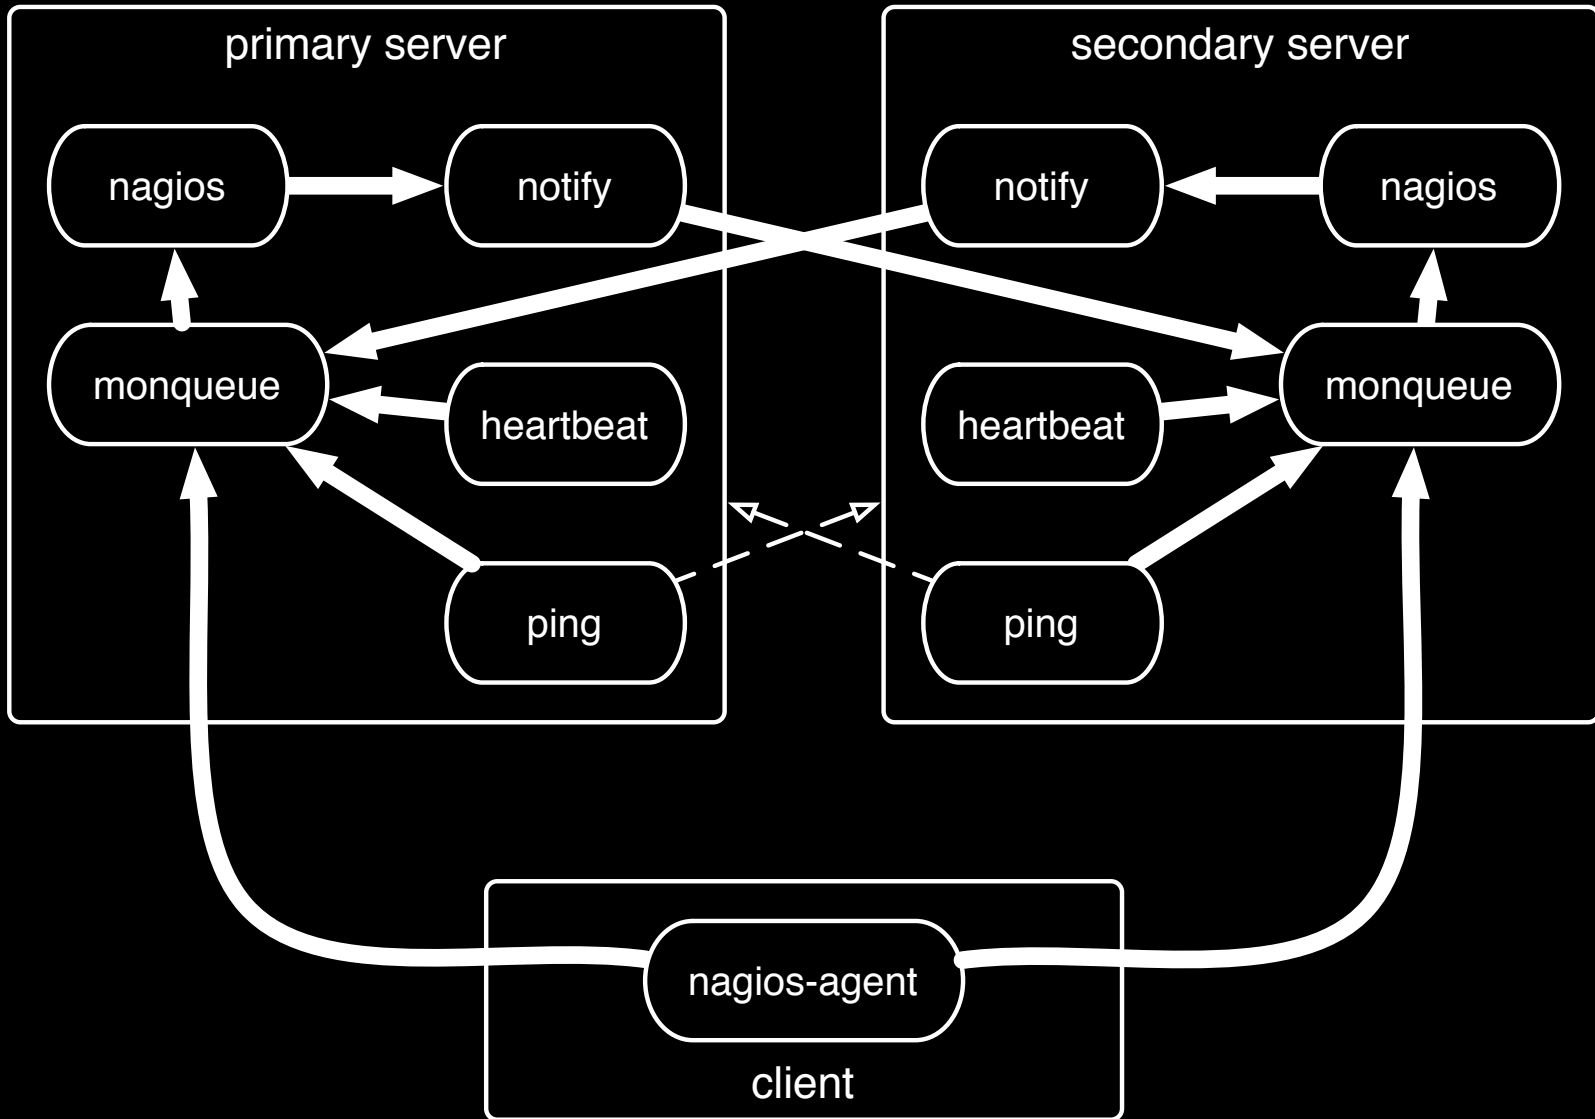 primary server
nagios
notify
monqueue
heartbeat
ping
secondary server
notify
nagios
heartbeat
monqueue
ping
nagios-agent
client